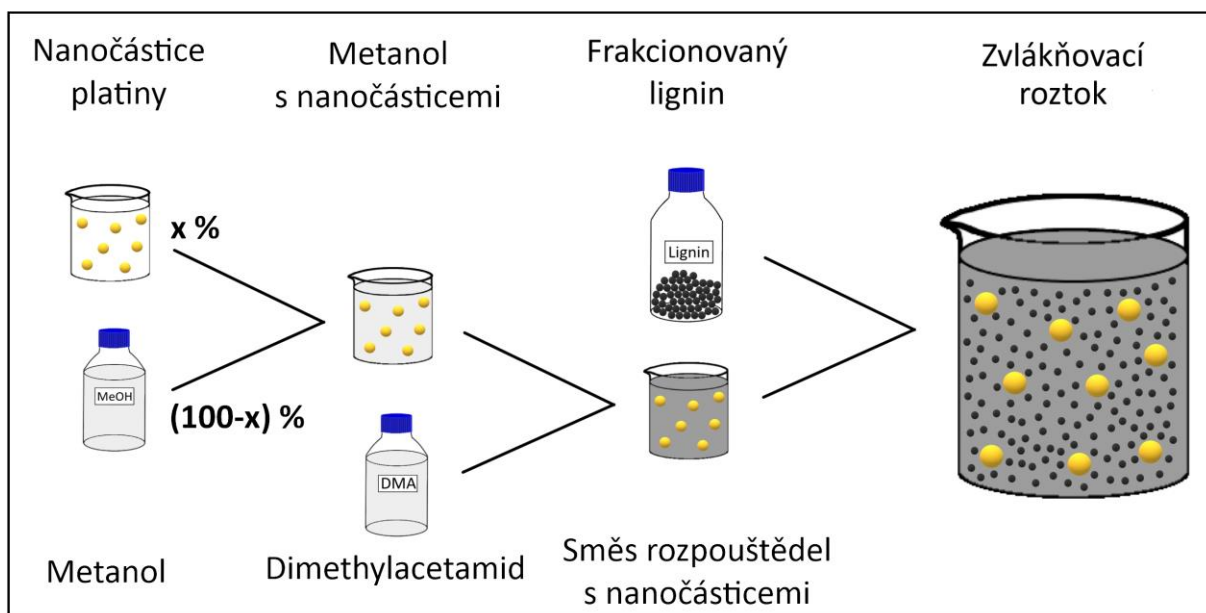 Nanočástice
platiny
Metanol
s nanočásticemi
Frakcionovaný
lignin
Zvlákňovací
roztok
x %
MeOH
(100-x) %
Lignin
DMA
Metanol
Dimethylacetamid
Směs rozpouštědel
s nanočásticemi